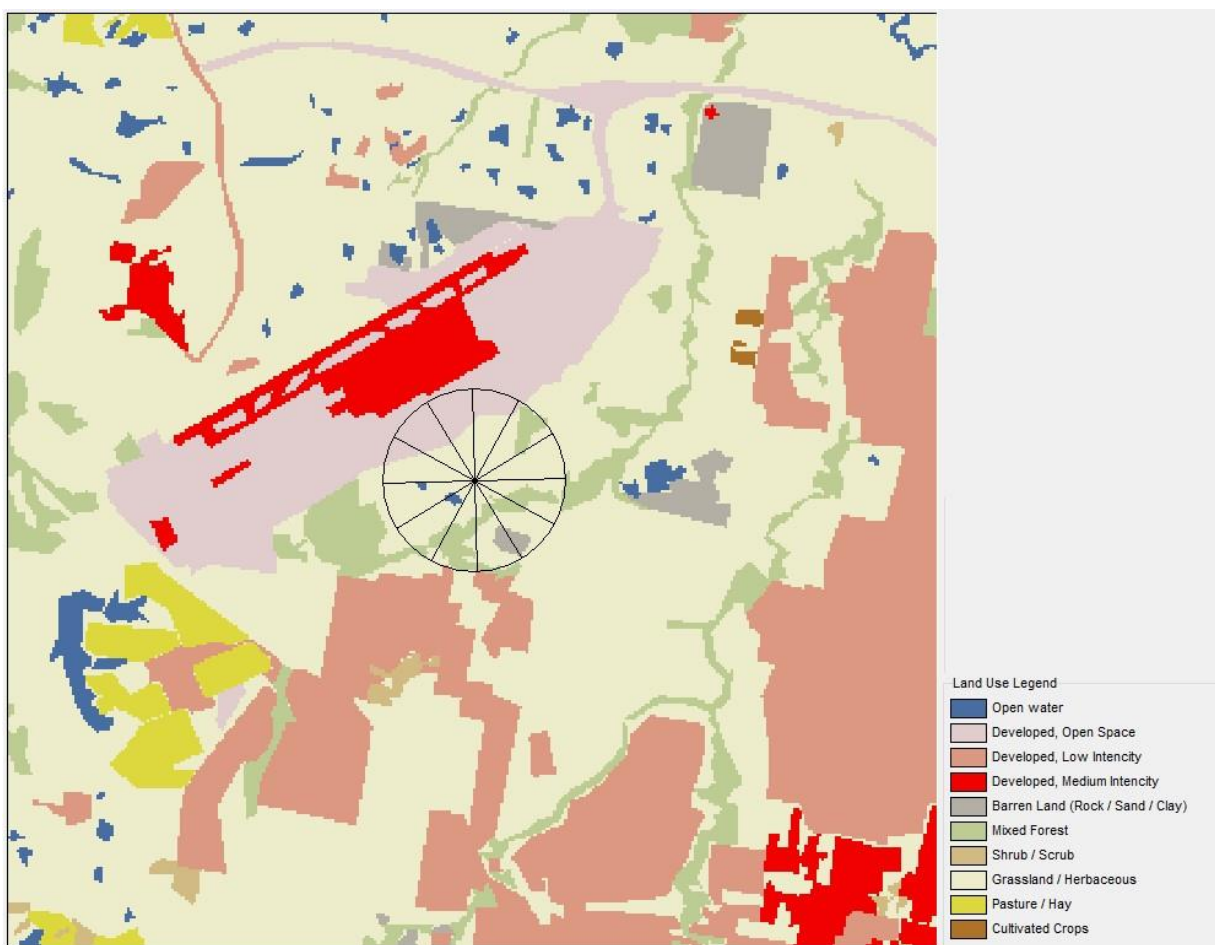 Land Use Legend
Open water
Developed, Open Space
Developed, Low Intencity
Developed, Medium Intencity
Barren Land (Rock / Sand / Clay)
Mixed Forest
Shrub / Scrub
Grassland / Herbaceous
Pasture / Hay
Cultivated Crops